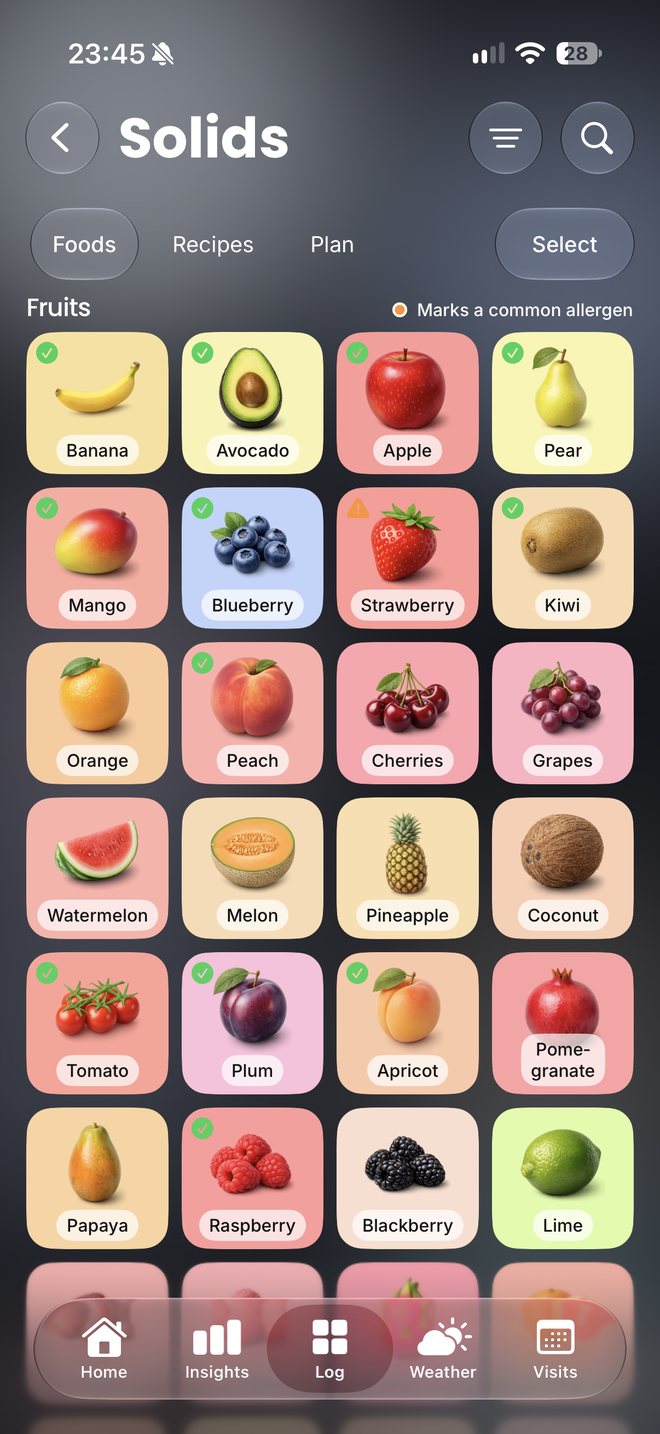 23:45
28
Solids
Foods
Recipes
Plan
Select
Fruits
Marks a common allergen
Banana
Avocado
Apple
Pear
Mango
Blueberry
Strawberry
Kiwi
Orange
Peach
Cherries
Grapes
Watermelon
Melon
Pineapple
Coconut
Tomato
Plum
Apricot
Pome-
granate
Papaya
Raspberry
Blackberry
Lime
Home
Insights
Log
Weather
Visits